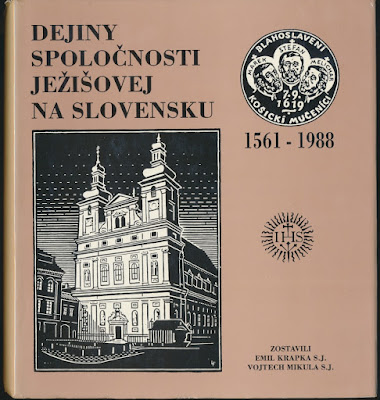 DEJINY
SPOLOČNOSTI
JEŽIŠOVEJ
NA SLOVENSKU
BLAHOSLAVENÍ
MAREK
ŠTEFAN
MELICHAR
7-9
1619
KOŠICKÍ MUČENÍCI
1561 - 1988
IHS
ZOSTAVILI
EMIL KRAPKA S.J.
VOJTECH MIKULA S.J.